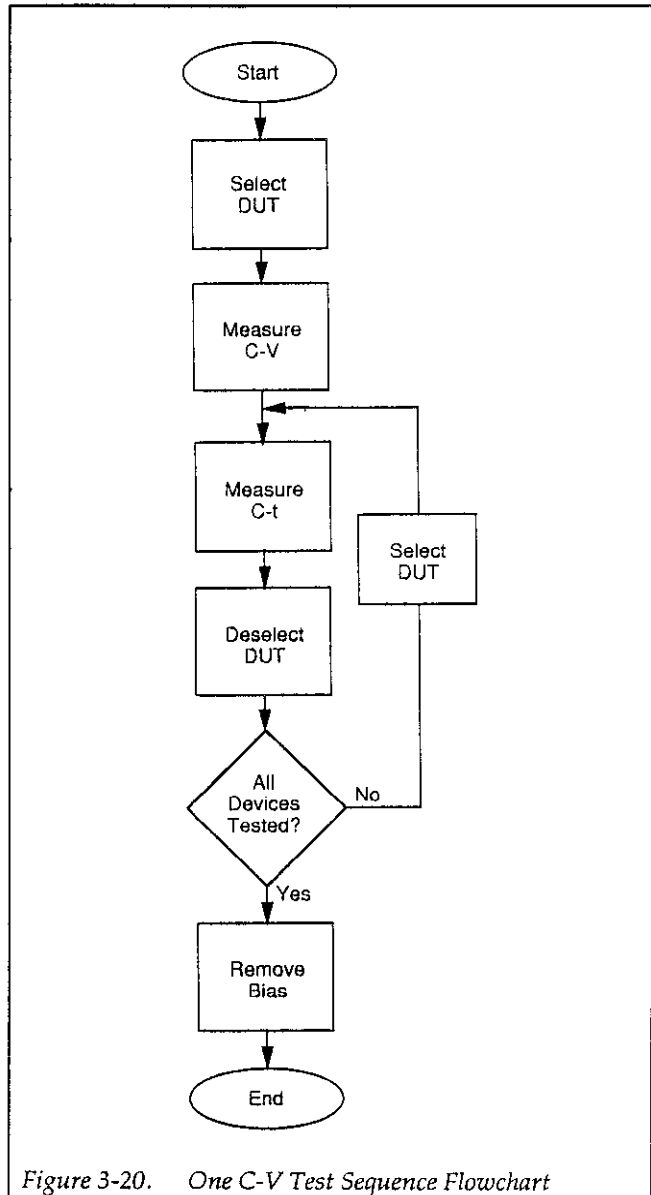 Start
Select
DUT
Measure
C-V
Measure
C-t
Select
DUT
Deselect
DUT
All
Devices
Tested?
No
Yes
Remove
Bias
End
Figure 3-20. One C-V Test Sequence Flowchart